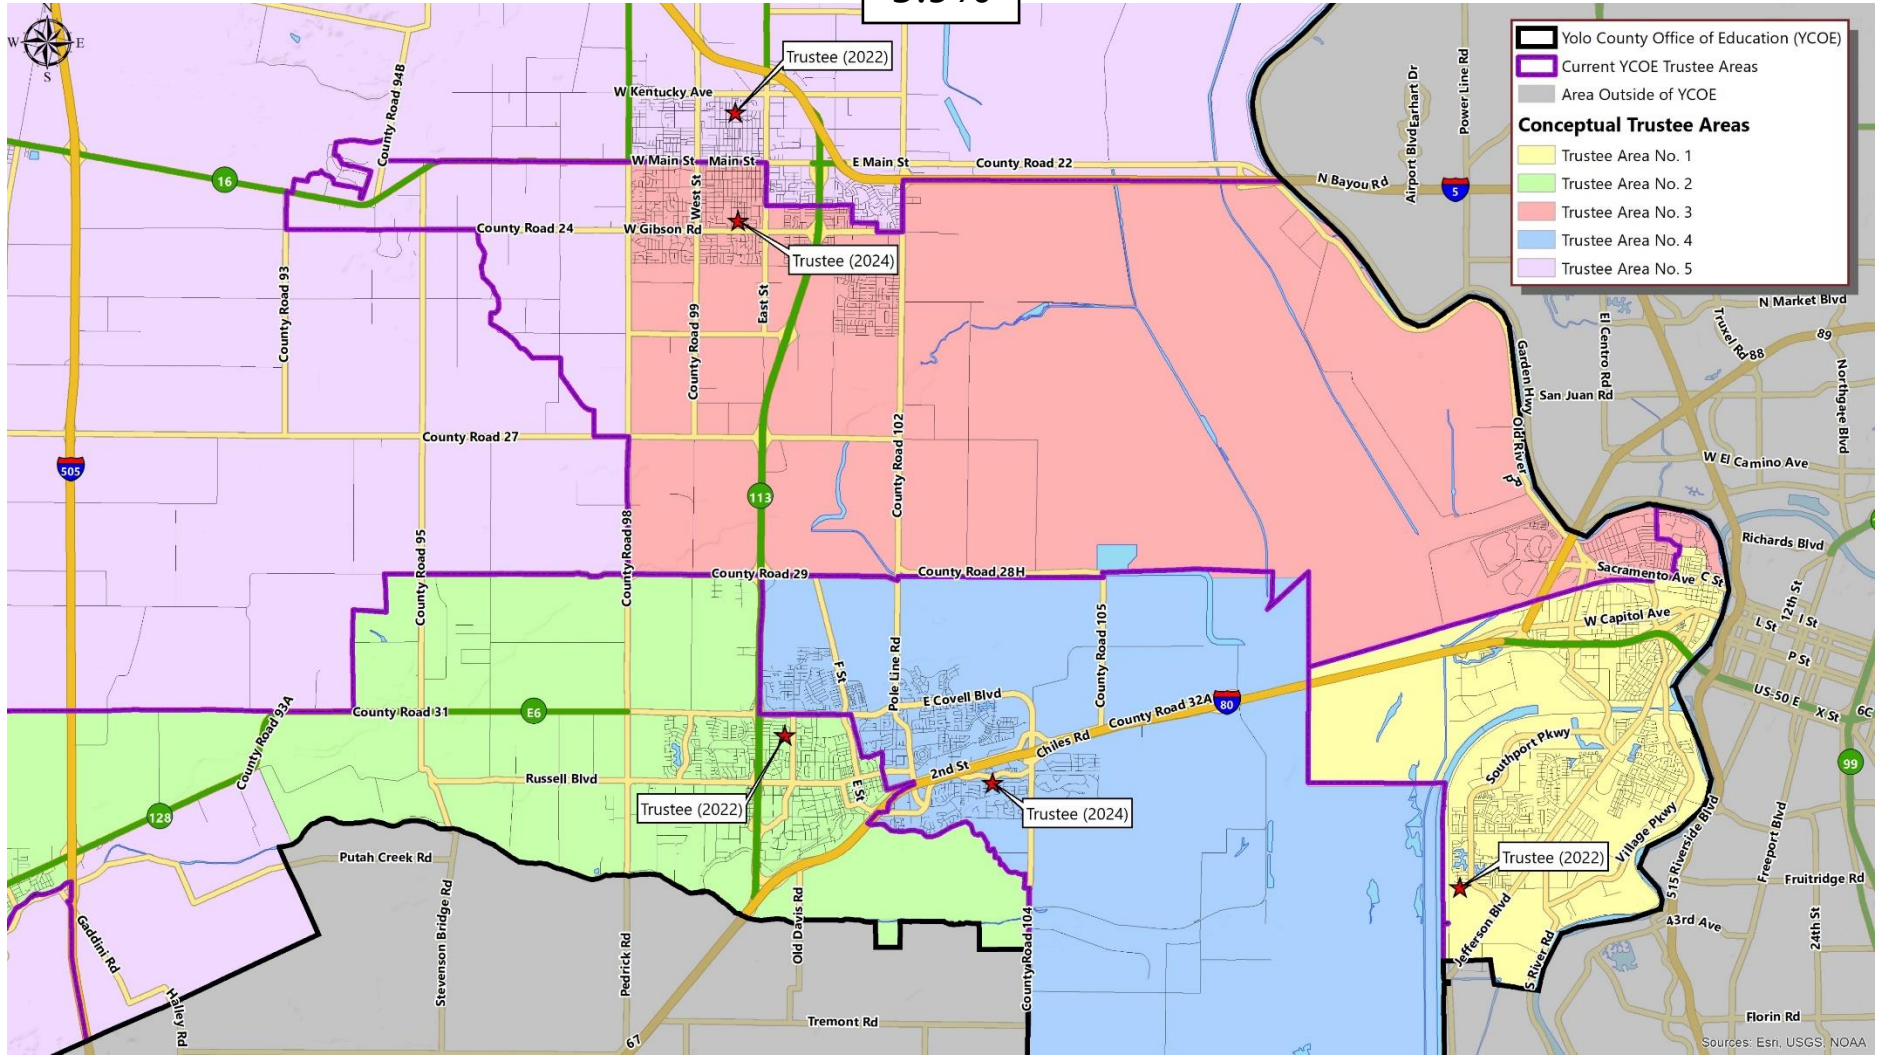 N
W E
S
Yolo County Office of Education (YCOE)
Current YCOE Trustee Areas
Area Outside of YCOE
Conceptual Trustee Areas
Trustee Area No. 1
Trustee Area No. 2
Trustee Area No. 3
Trustee Area No. 4
Trustee Area No. 5
Trustee (2022)
W Kentucky Ave
County Road 94B
Airport Blvd
Earhart Dr
Power Line Rd
W Main St
Main St
E Main St
County Road 22
16
N Bayou Rd
5
West St
County Road 24
W Gibson Rd
Trustee (2024)
County Road 93
East St
County Road 99
N Market Blvd
El Centro Rd
Truxel Rd
88
89
Northgate Blvd
Garden Hwy
San Juan Rd
County Road 27
County Road 102
Old River Rd
W El Camino Ave
505
113
County Road 95
County Road 98
Richards Blvd
County Road 29
County Road 28H
Sacramento Ave
C St
12th St
County Road 105
W Capitol Ave
L St
I St
P St
F St
Pole Line Rd
E Covell Blvd
County Road 32A
80
US-50 E
X St
6C
County Road 31
E6
County Road 93A
Chiles Rd
Southport Pkwy
99
Russell Blvd
2nd St
E St
Trustee (2022)
Trustee (2024)
128
Village Pkwy
515
Riverside Blvd
Freeport Blvd
Putah Creek Rd
Trustee (2022)
Fruitridge Rd
Stevenson Bridge Rd
Pedrick Rd
Old Davis Rd
County Road 104
Jefferson Blvd
S River Rd
43rd Ave
24th St
Gaddini Rd
Halley Rd
Tremont Rd
67
Florin Rd
Sources: Esri, USGS, NOAA